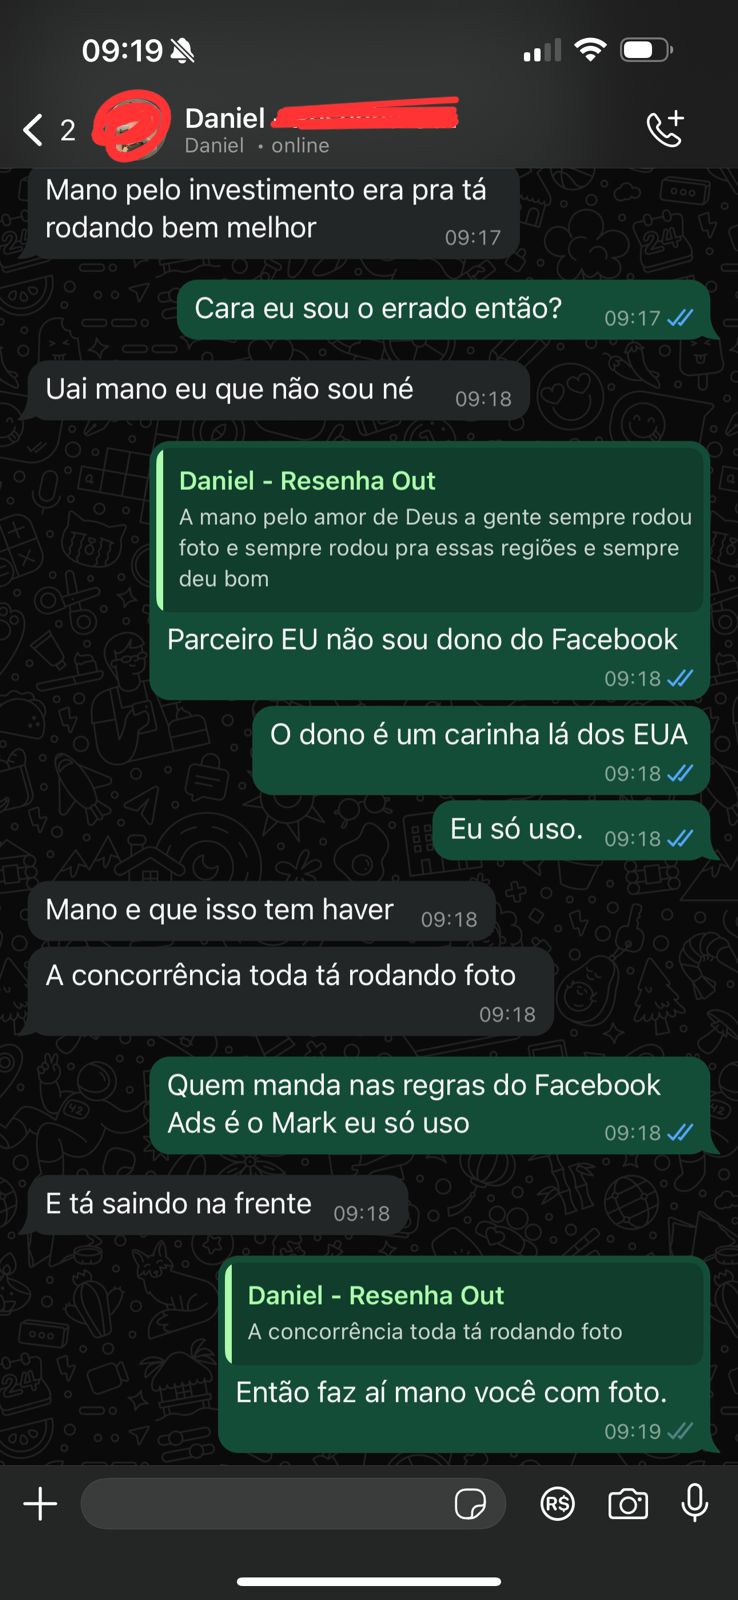 09:19
2
Daniel
Daniel • online
Mano pelo investimento era pra tá
rodando bem melhor
09:17
Cara eu sou o errado então?
09:17
Uai mano eu que não sou né
09:18
Daniel - Resenha Out
A mano pelo amor de Deus a gente sempre rodou
foto e sempre rodou pra essas regiões e sempre
deu bom
Parceiro EU não sou dono do Facebook
09:18
O dono é um carinha lá dos EUA
09:18
Eu só uso.
09:18
Mano e que isso tem haver
09:18
A concorrência toda tá rodando foto
09:18
Quem manda nas regras do Facebook
Ads é o Mark eu só uso
09:18
E tá saindo na frente
09:18
Daniel - Resenha Out
A concorrência toda tá rodando foto
Então faz aí mano você com foto.
09:19
R$